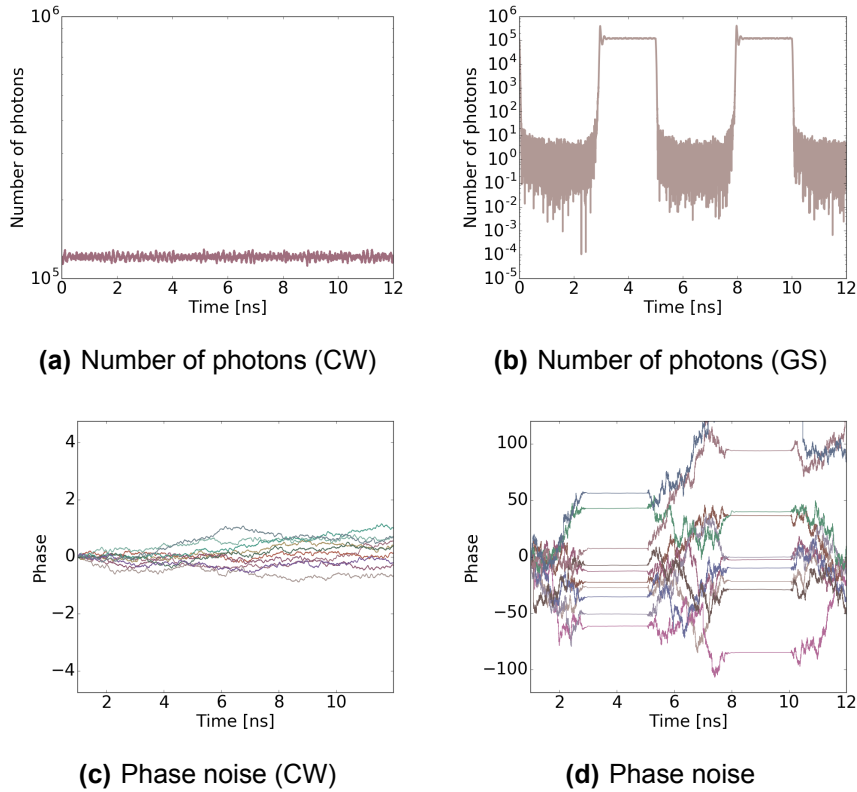 10^6
10^5
Number of photons
0 2 4 6 8 10 12
Time [ns]
(a) Number of photons (CW)
10^6
10^5
10^4
10^3
10^2
10^1
10^0
10^-1
10^-2
10^-3
10^-4
10^-5
Number of photons
0 2 4 6 8 10 12
Time [ns]
(b) Number of photons (GS)
4
2
0
−2
−4
Phase
2 4 6 8 10
Time [ns]
(c) Phase noise (CW)
100
50
0
−50
−100
Phase
2 4 6 8 10 12
Time [ns]
(d) Phase noise